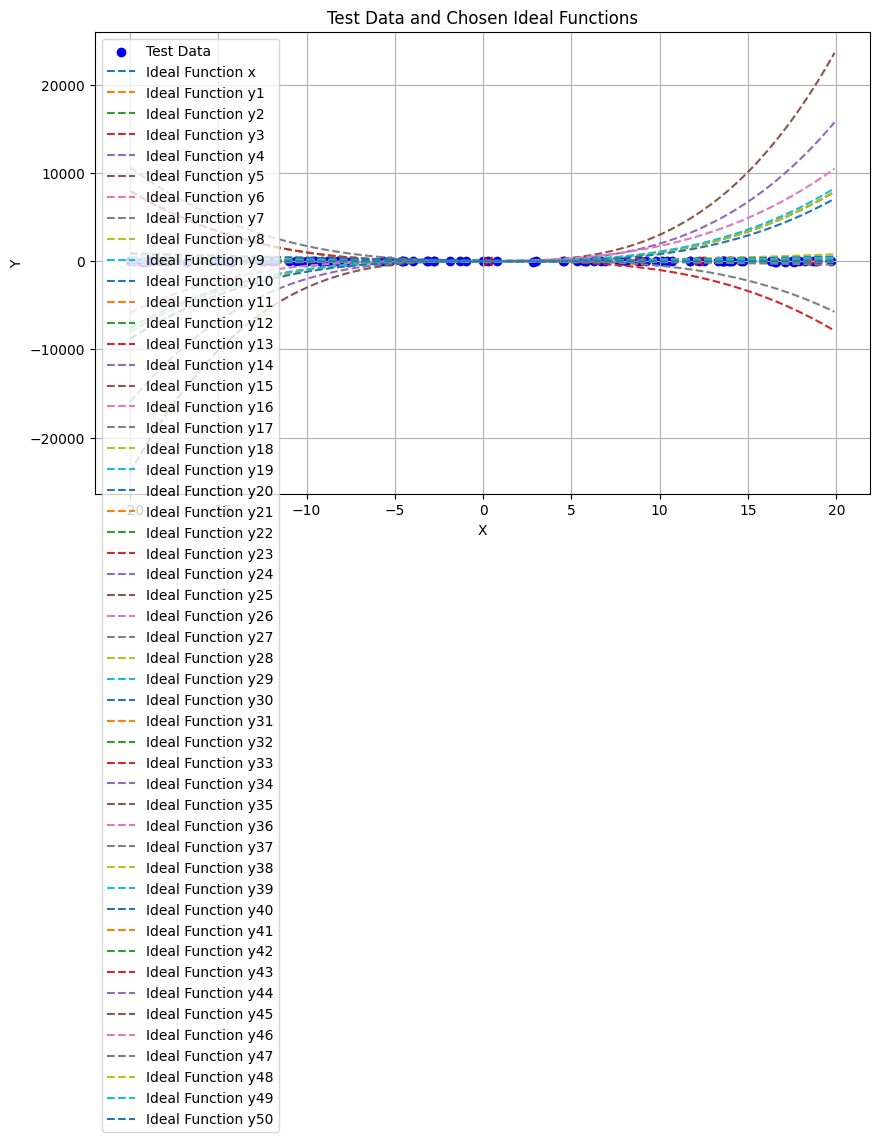 Test Data and Chosen Ideal Functions
Test Data
Ideal Function x
Ideal Function y1
Ideal Function y2
Ideal Function y3
Ideal Function y4
Ideal Function y5
Ideal Function y6
Ideal Function y7
Ideal Function y8
Ideal Function y9
Ideal Function y10
Ideal Function y11
Ideal Function y12
Ideal Function y13
Ideal Function y14
Ideal Function y15
Ideal Function y16
Ideal Function y17
Ideal Function y18
Ideal Function y19
Ideal Function y20
Ideal Function y21
Ideal Function y22
Ideal Function y23
Ideal Function y24
Ideal Function y25
Ideal Function y26
Ideal Function y27
Ideal Function y28
Ideal Function y29
Ideal Function y30
Ideal Function y31
Ideal Function y32
Ideal Function y33
Ideal Function y34
Ideal Function y35
Ideal Function y36
Ideal Function y37
Ideal Function y38
Ideal Function y39
Ideal Function y40
Ideal Function y41
Ideal Function y42
Ideal Function y43
Ideal Function y44
Ideal Function y45
Ideal Function y46
Ideal Function y47
Ideal Function y48
Ideal Function y49
Ideal Function y50
20000
10000
0
−10000
−20000
Y
−10 −5 0 5 10 15 20
X